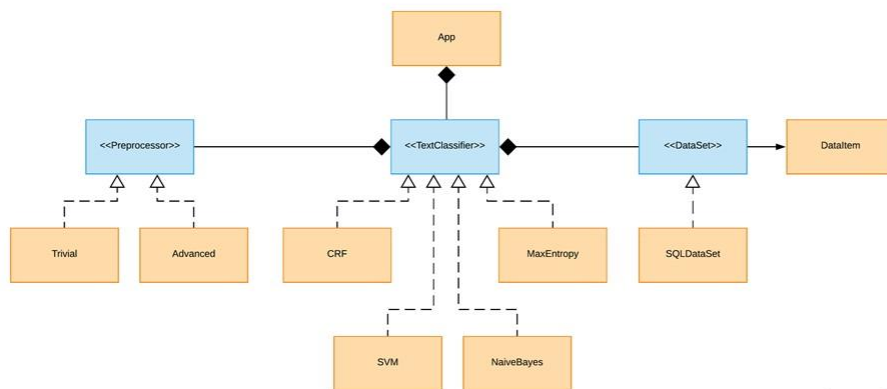 App
<<Preprocessor>>
<<TextClassifier>>
<<DataSet>>
DataItem
Trivial
Advanced
CRF
MaxEntropy
SQLDataSet
SVM
NaiveBayes